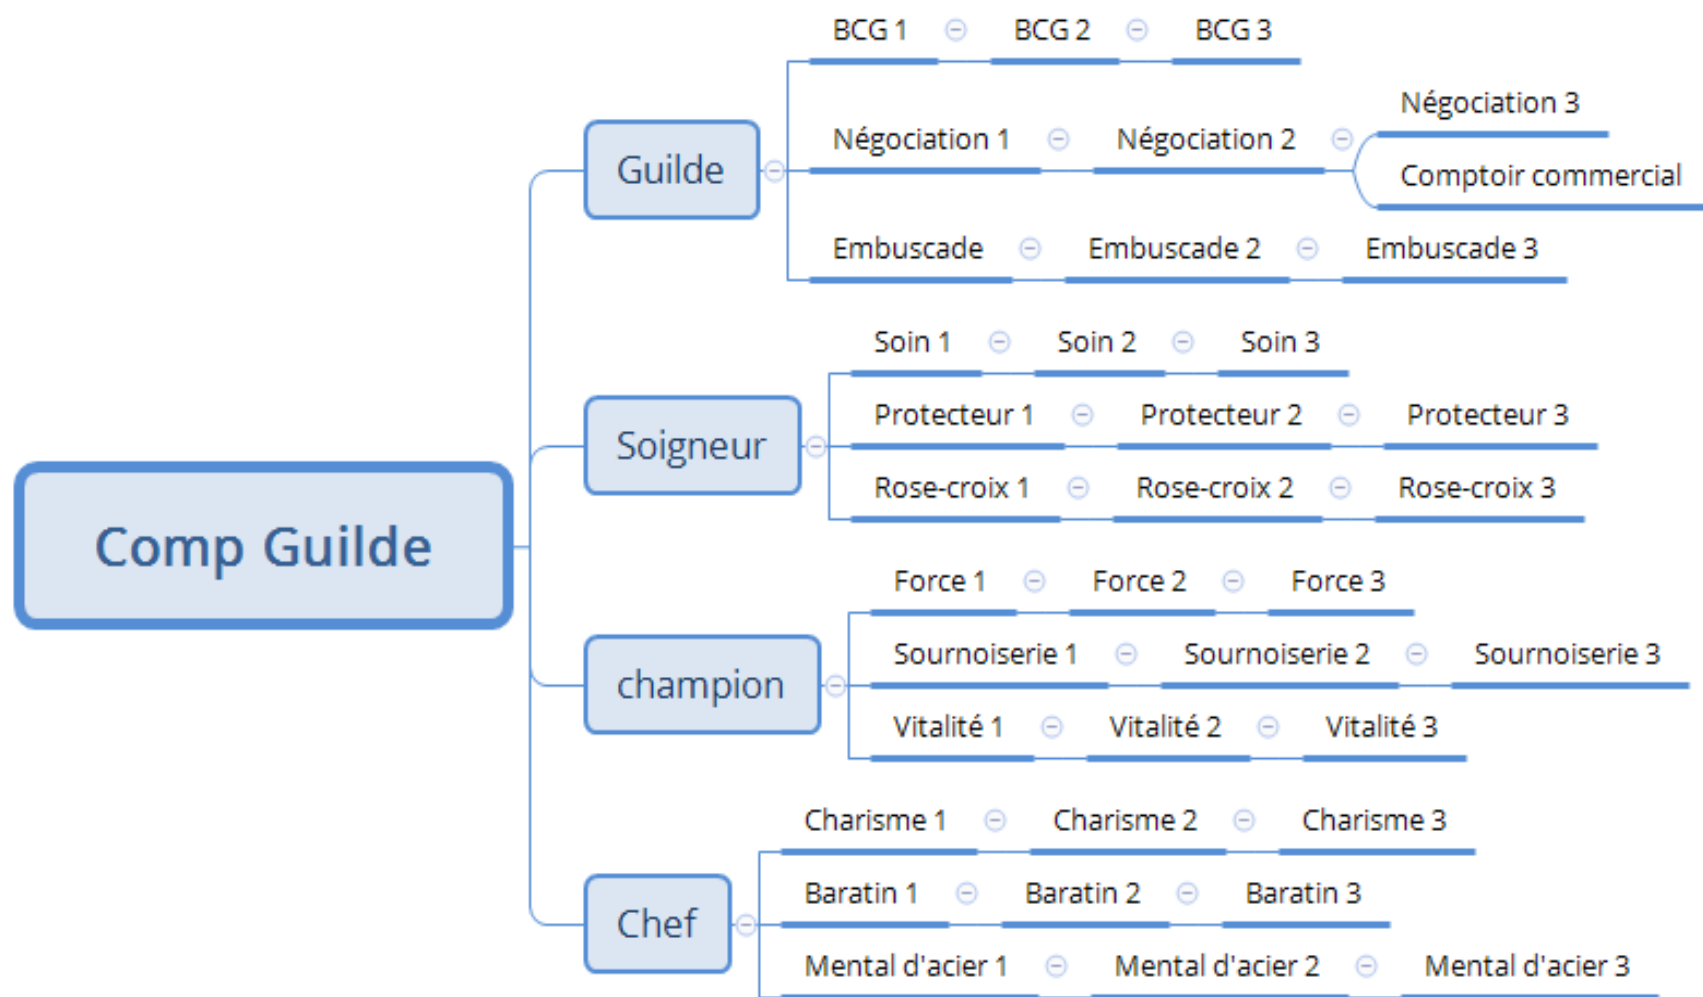 Comp Guilde
Guilde
BCG 1 BCG 2 BCG 3
Négociation 1 Négociation 2 Négociation 3
Comptoir commercial
Embuscade Embuscade 2 Embuscade 3
Soigneur
Soin 1 Soin 2 Soin 3
Protecteur 1 Protecteur 2 Protecteur 3
Rose-croix 1 Rose-croix 2 Rose-croix 3
champion
Force 1 Force 2 Force 3
Sournoiserie 1 Sournoiserie 2 Sournoiserie 3
Vitalité 1 Vitalité 2 Vitalité 3
Chef
Charisme 1 Charisme 2 Charisme 3
Baratin 1 Baratin 2 Baratin 3
Mental d'acier 1 Mental d'acier 2 Mental d'acier 3